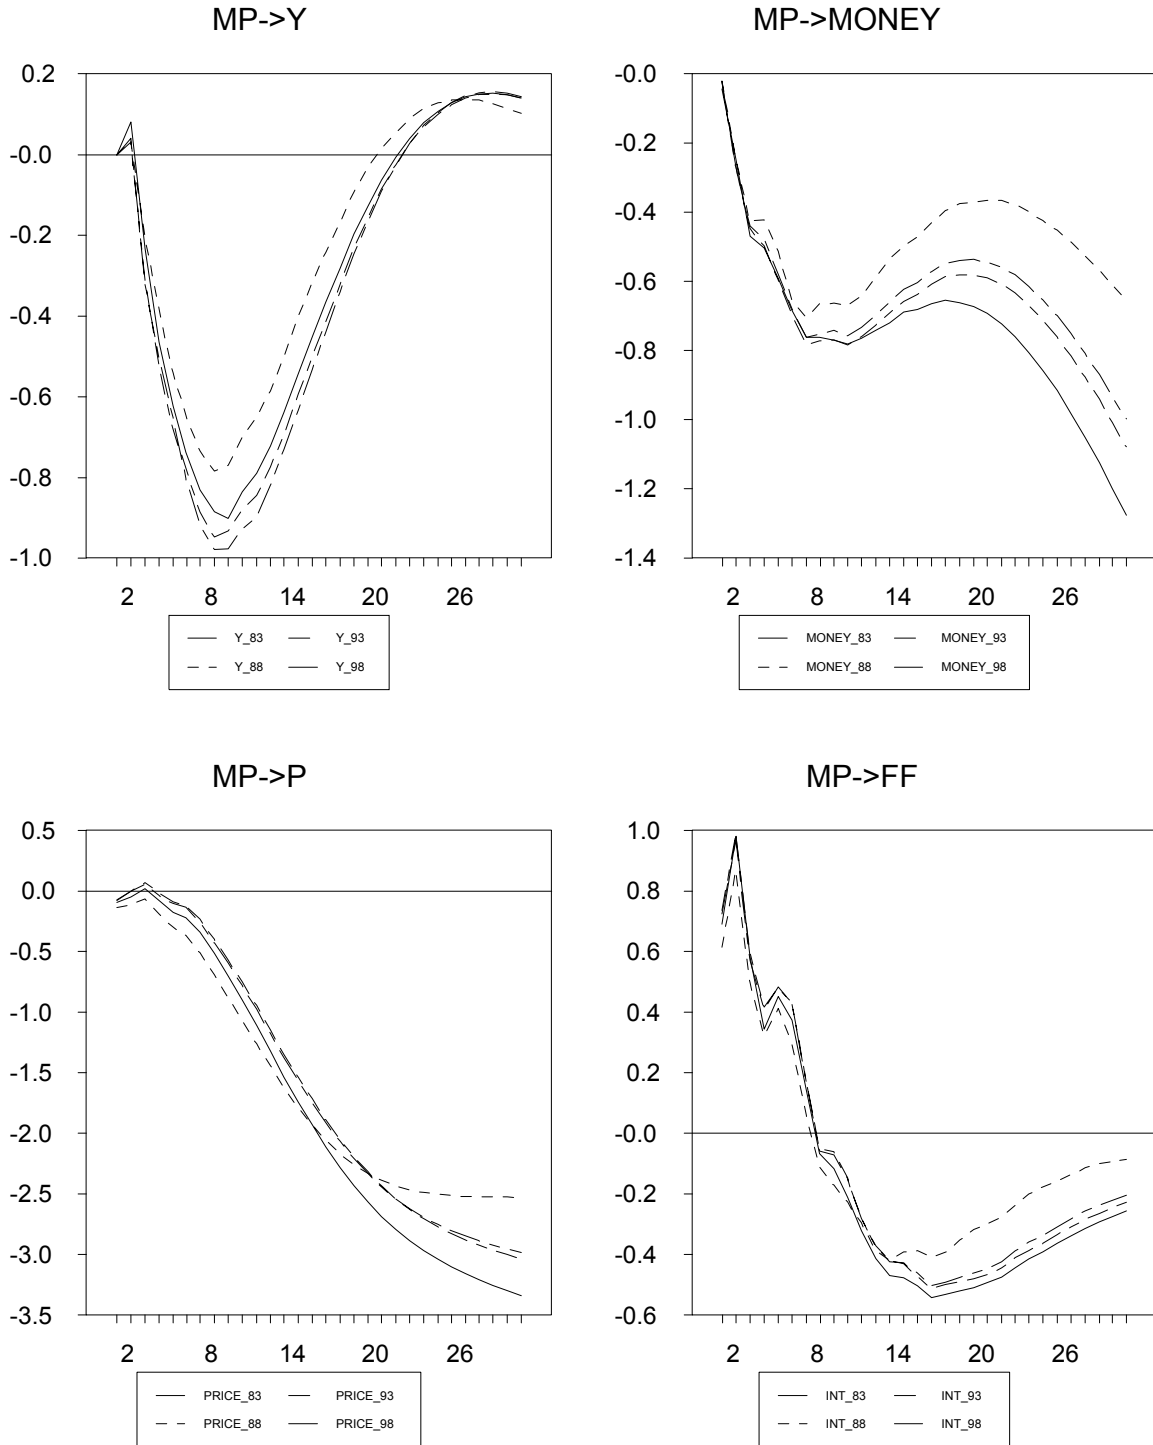 MP->Y
0.2
-0.0
-0.2
-0.4
-0.6
-0.8
-1.0
2 8 14 20 26
Y_83 Y_93
Y_88 Y_98
MP->MONEY
-0.0
-0.2
-0.4
-0.6
-0.8
-1.0
-1.2
-1.4
2 8 14 20 26
MONEY_83 MONEY_93
MONEY_88 MONEY_98
MP->P
0.5
0.0
-0.5
-1.0
-1.5
-2.0
-2.5
-3.0
-3.5
2 8 14 20 26
PRICE_83 PRICE_93
PRICE_88 PRICE_98
MP->FF
1.0
0.8
0.6
0.4
0.2
-0.0
-0.2
-0.4
-0.6
2 8 14 20 26
INT_83 INT_93
INT_88 INT_98